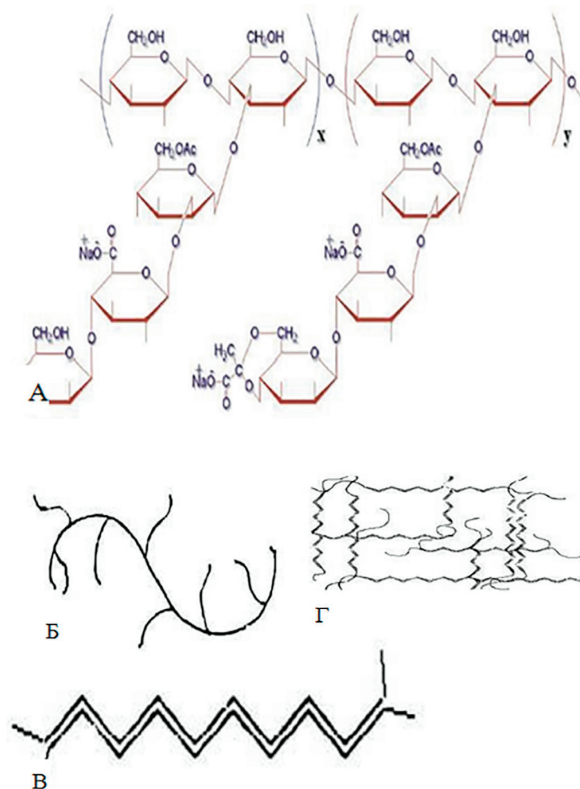 CH₂OH CH₂OH CH₂OH CH₂OH
O O O O
O O O
x y
CH₂OAc O CH₂OAc O
O O
O O
NaO⁻ C O NaO⁻ C O
+ +
O O
CH₂OH O CH₂
O H₃C O
O C O
NaO⁻ C O
+
O
А
Б
Г
В